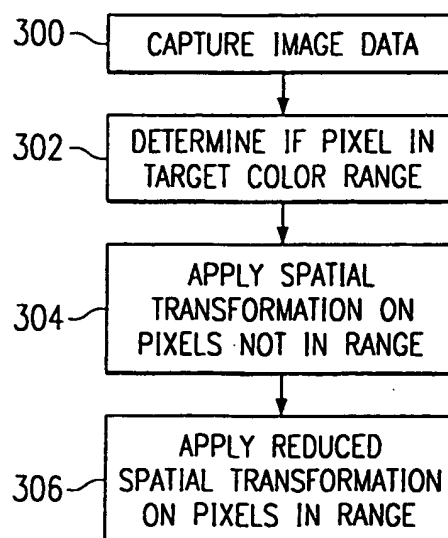 300
CAPTURE IMAGE DATA
302
DETERMINE IF PIXEL IN
TARGET COLOR RANGE
304
APPLY SPATIAL
TRANSFORMATION ON
PIXELS NOT IN RANGE
306
APPLY REDUCED
SPATIAL TRANSFORMATION
ON PIXELS IN RANGE